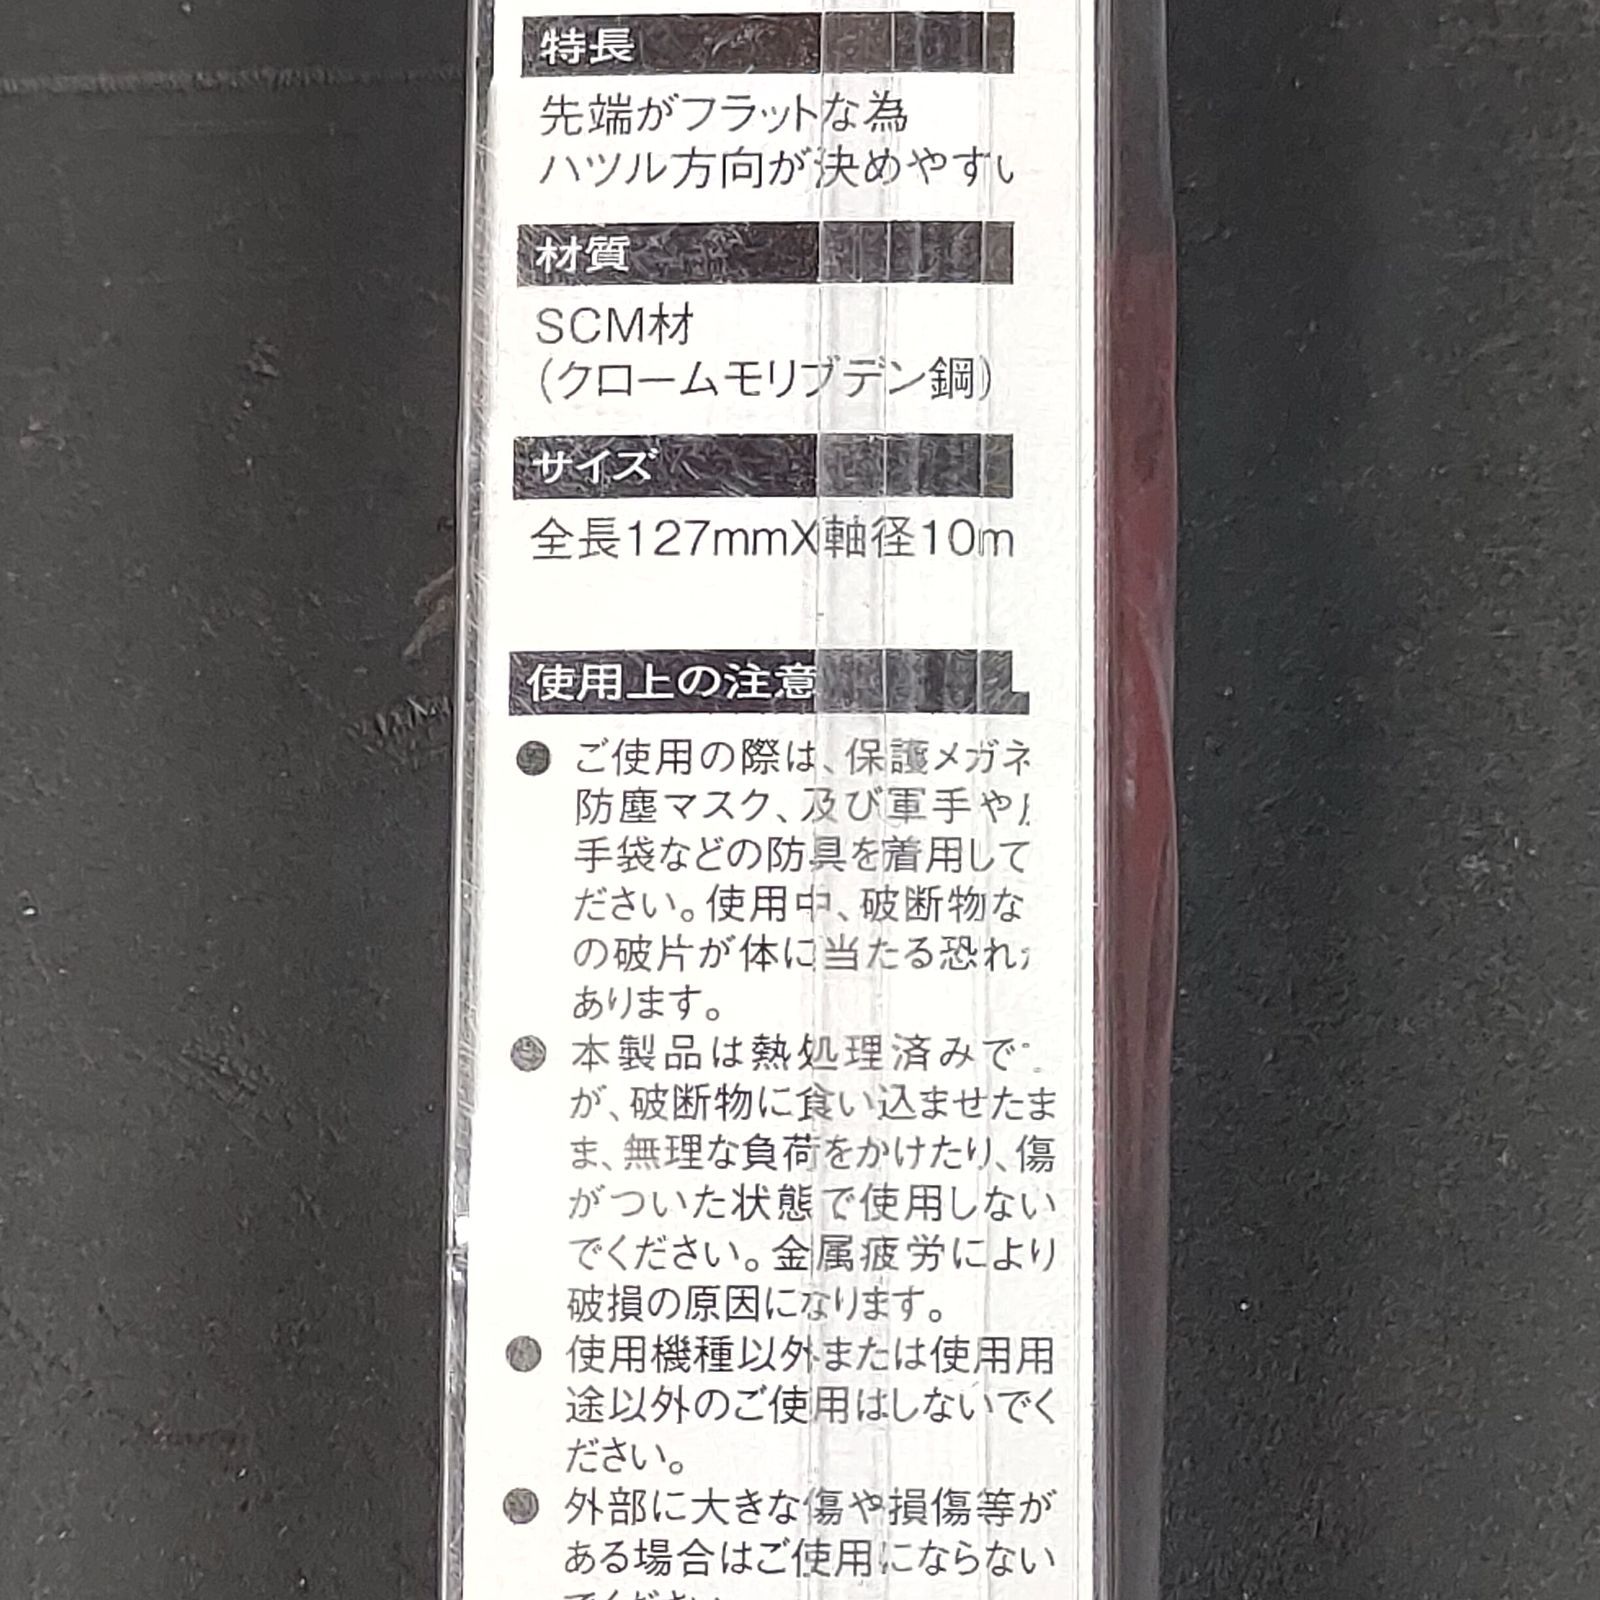 特長
先端がフラットな為
ハツル方向が決めやすい
材質
SCM材
(クロームモリブデン鋼)
サイズ
全長127mmX軸径10m
使用上の注意
● ご使用の際は、保護メガネ
防塵マスク、及び軍手や
手袋などの防具を着用して
ださい。使用中、破断物な
の破片が体に当たる恐れが
あります。
● 本製品は熱処理済みで
が、破断物に食い込ませたま
ま、無理な負荷をかけたり、傷
がついた状態で使用しない
でください。金属疲労により
破損の原因になります。
● 使用機種以外または使用用
途以外のご使用はしないでく
ださい。
● 外部に大きな傷や損傷等が
ある場合はご使用にならない